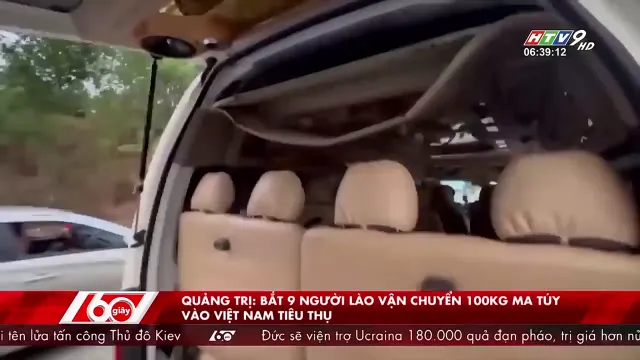 HTV9 HD
06:39:12
60 giây
QUẢNG TRỊ: BẮT 9 NGƯỜI LÀO VẬN CHUYỂN 100KG MA TÚY
VÀO VIỆT NAM TIÊU THỤ
tên lửa tấn công Thủ đô Kiev 60 giây Đức sẽ viện trợ Ucraina 180.000 quả đạn pháo, trị giá hơn